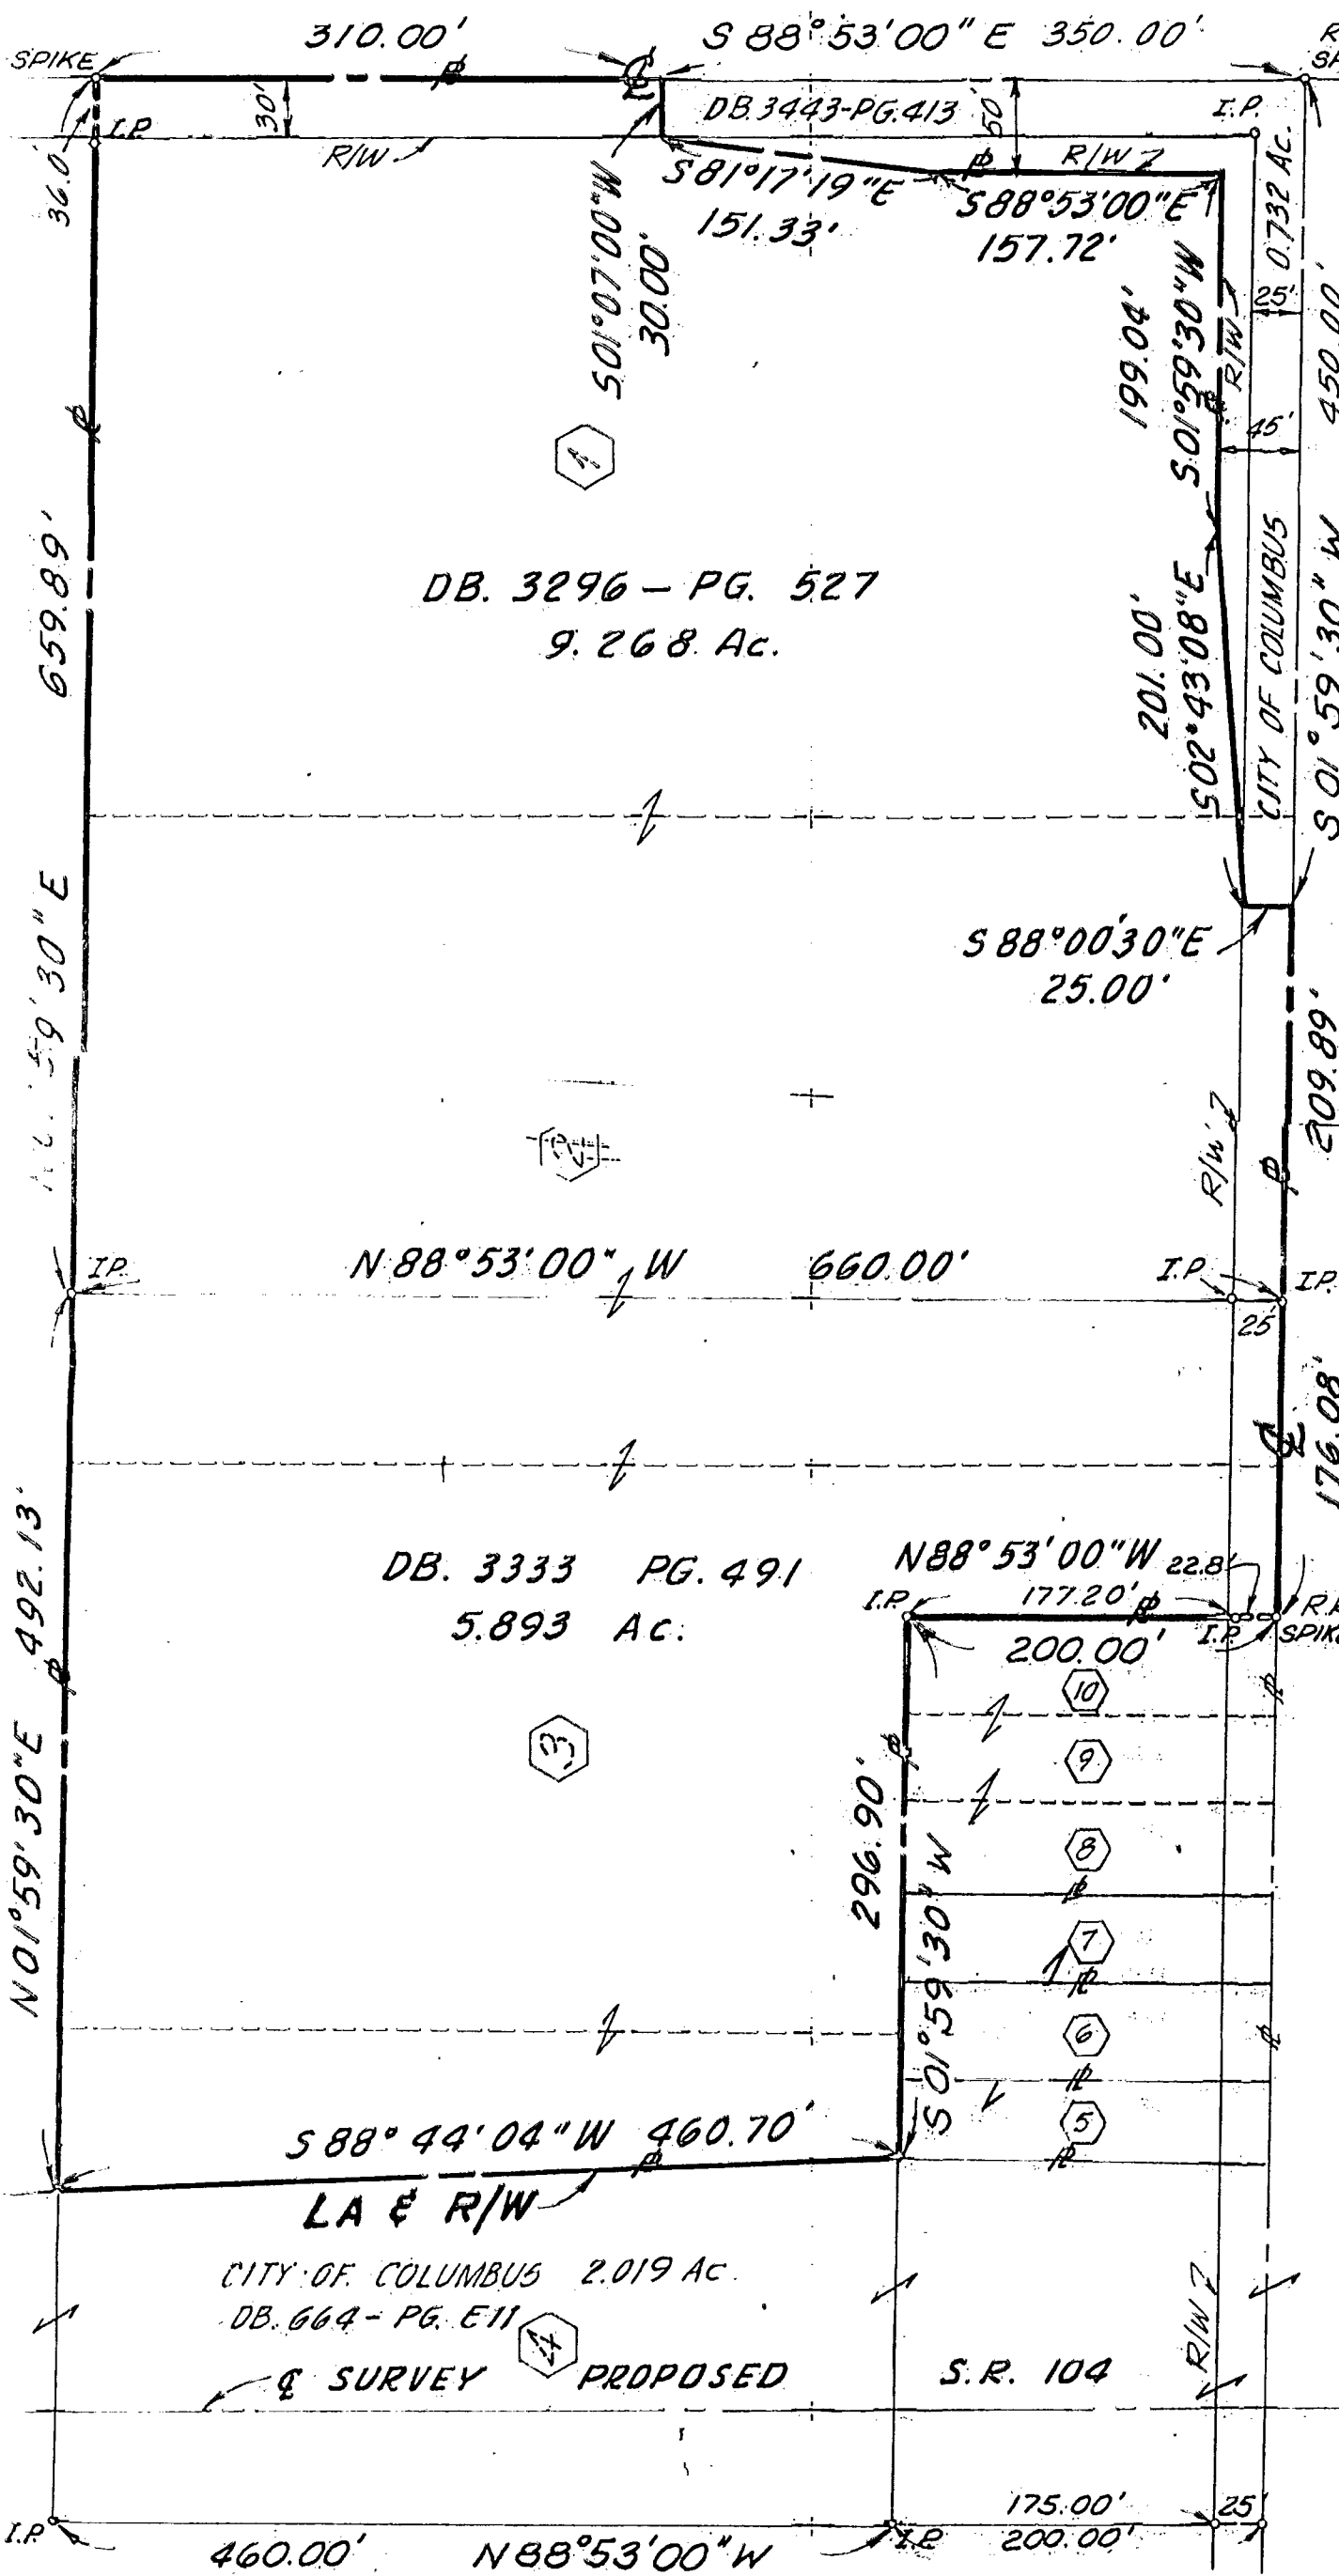 310.00'
S 88°53'00" E 350.00'
SPIKE
30'
36.0'
I.P.
R/W
DB.3443-PG.413
50'
I.P.
0.732 Ac.
S01°07'00"W.
30.00'
S81°17'19"E
151.33'
R/W
S88°53'00"E
157.72'
25'
R/W
199.04'
S01°59'30"W
450.00'
45'
1
DB. 3296 – PG. 527
9.268 Ac.
659.89'
201.00'
S02°43'08"E
CITY OF COLUMBUS
S 01°59'30" W
59'30" E
S 88°00'30"E
25.00'
209.89'
R/W
I.P.
N 88°53'00" W 660.00'
I.P.
I.P.
25'
176.08'
DB. 3333 PG. 491
5.893 Ac.
N88°53'00"W
22.8'
I.P.
177.20'
200.00'
I.P.
SPIKE
492.13'
N01°59'30"E
3
10
9
8
7
6
5
296.90'
S 01°59'30" W
S 88°44'04"W 460.70'
LA & R/W
CITY OF COLUMBUS 2.019 Ac.
DB. 664 - PG. E11
4
R/W
℄ SURVEY PROPOSED S.R. 104
I.P.
460.00' N88°53'00"W
I.P.
175.00'
200.00'
25'